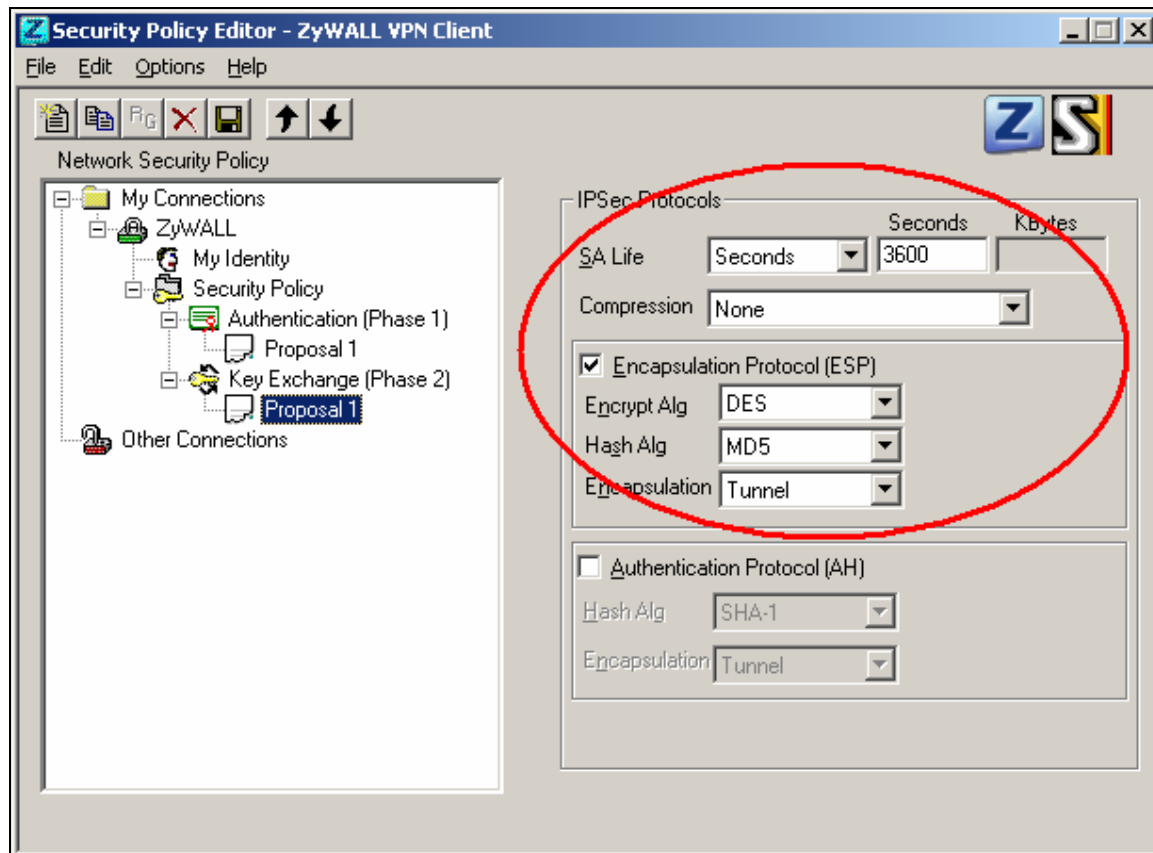 Security Policy Editor - ZyWALL VPN Client
File Edit Options Help
Network Security Policy
My Connections
ZyWALL
My Identity
Security Policy
Authentication (Phase 1)
Proposal 1
Key Exchange (Phase 2)
Proposal 1
Other Connections
IPSec Protocols
Seconds KBytes
SA Life Seconds 3600
Compression None
Encapsulation Protocol (ESP)
Encrypt Alg DES
Hash Alg MD5
Encapsulation Tunnel
Authentication Protocol (AH)
Hash Alg SHA-1
Encapsulation Tunnel